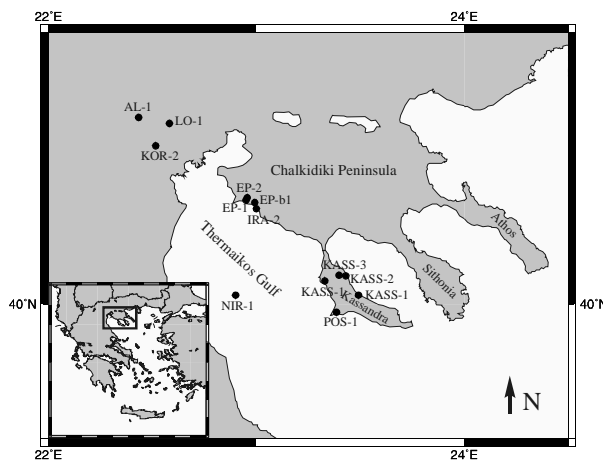 22°E
24°E
AL-1
LO-1
KOR-2
Chalkidiki Peninsula
EP-2
EP-b1
EP-1
IRA-2
Athos
Thermaikos Gulf
KASS-3
KASS-2
Sithonia
KASS-1
KASS-1
Kassandra
40°N
40°N
NIR-1
POS-1
N
22°E
24°E